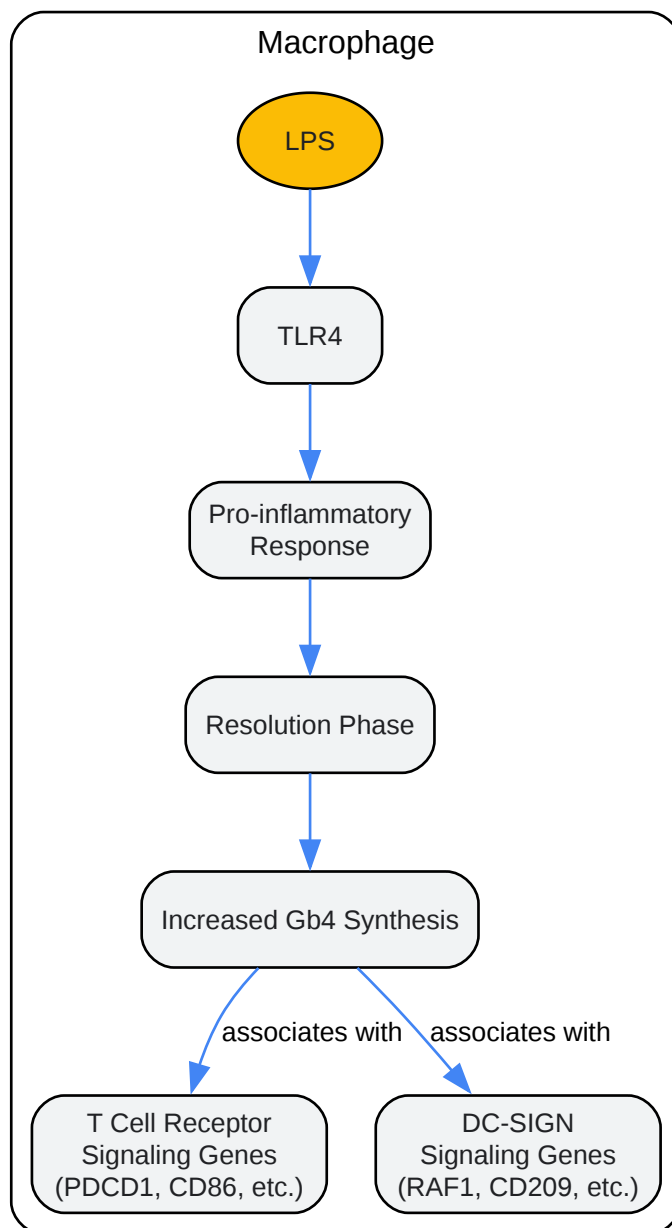 Macrophage
LPS
TLR4
Pro-inflammatory
Response
Resolution Phase
Increased Gb4 Synthesis
associates with
associates with
T Cell Receptor
Signaling Genes
(PDCD1, CD86, etc.)
DC-SIGN
Signaling Genes
(RAF1, CD209, etc.)